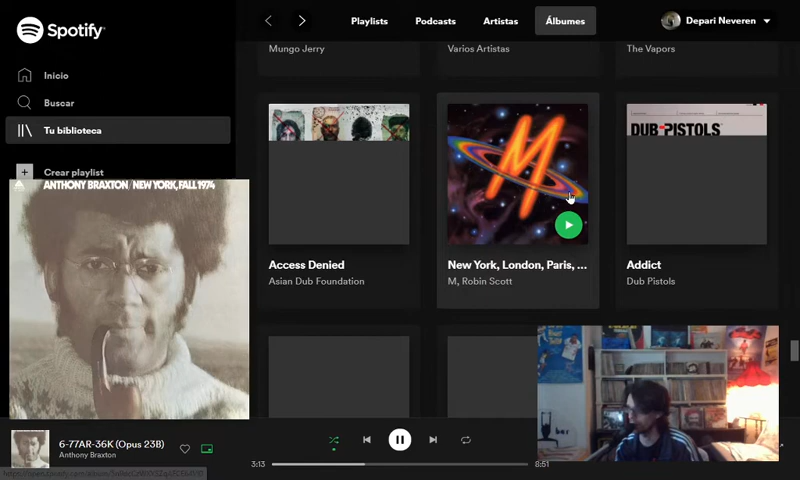 Spotify
Playlists
Podcasts
Artistas
Álbumes
Depari Neveren
Inicio
Buscar
Tu biblioteca
Crear playlist
Mungo Jerry
Varios Artistas
The Vapors
ANTHONY BRAXTON / NEW YORK, FALL 1974
M
DUB PISTOLS
Access Denied
Asian Dub Foundation
New York, London, Paris, ...
M, Robin Scott
Addict
Dub Pistols
6-77AR-36K (Opus 23B)
Anthony Braxton
3:13
8:51